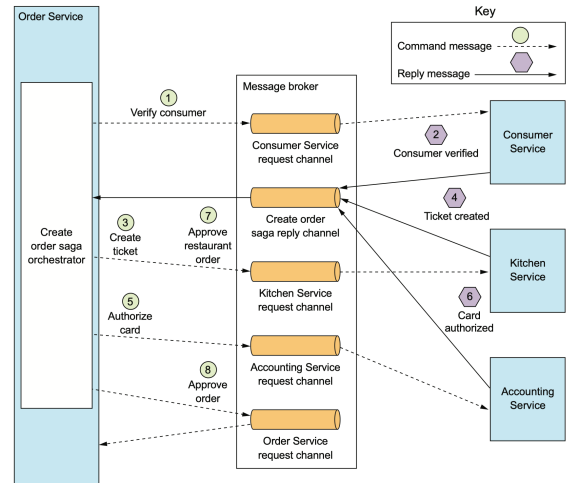 Order Service
Key
Command message
Reply message
Message broker
1
Verify consumer
Consumer Service
request channel
2
Consumer verified
Consumer
Service
Create
order saga
orchestrator
3
Create
ticket
7
Approve
restaurant
order
Create order
saga reply channel
4
Ticket created
Kitchen Service
request channel
Kitchen
Service
5
Authorize
card
6
Card
authorized
Accounting Service
request channel
Accounting
Service
8
Approve
order
Order Service
request channel